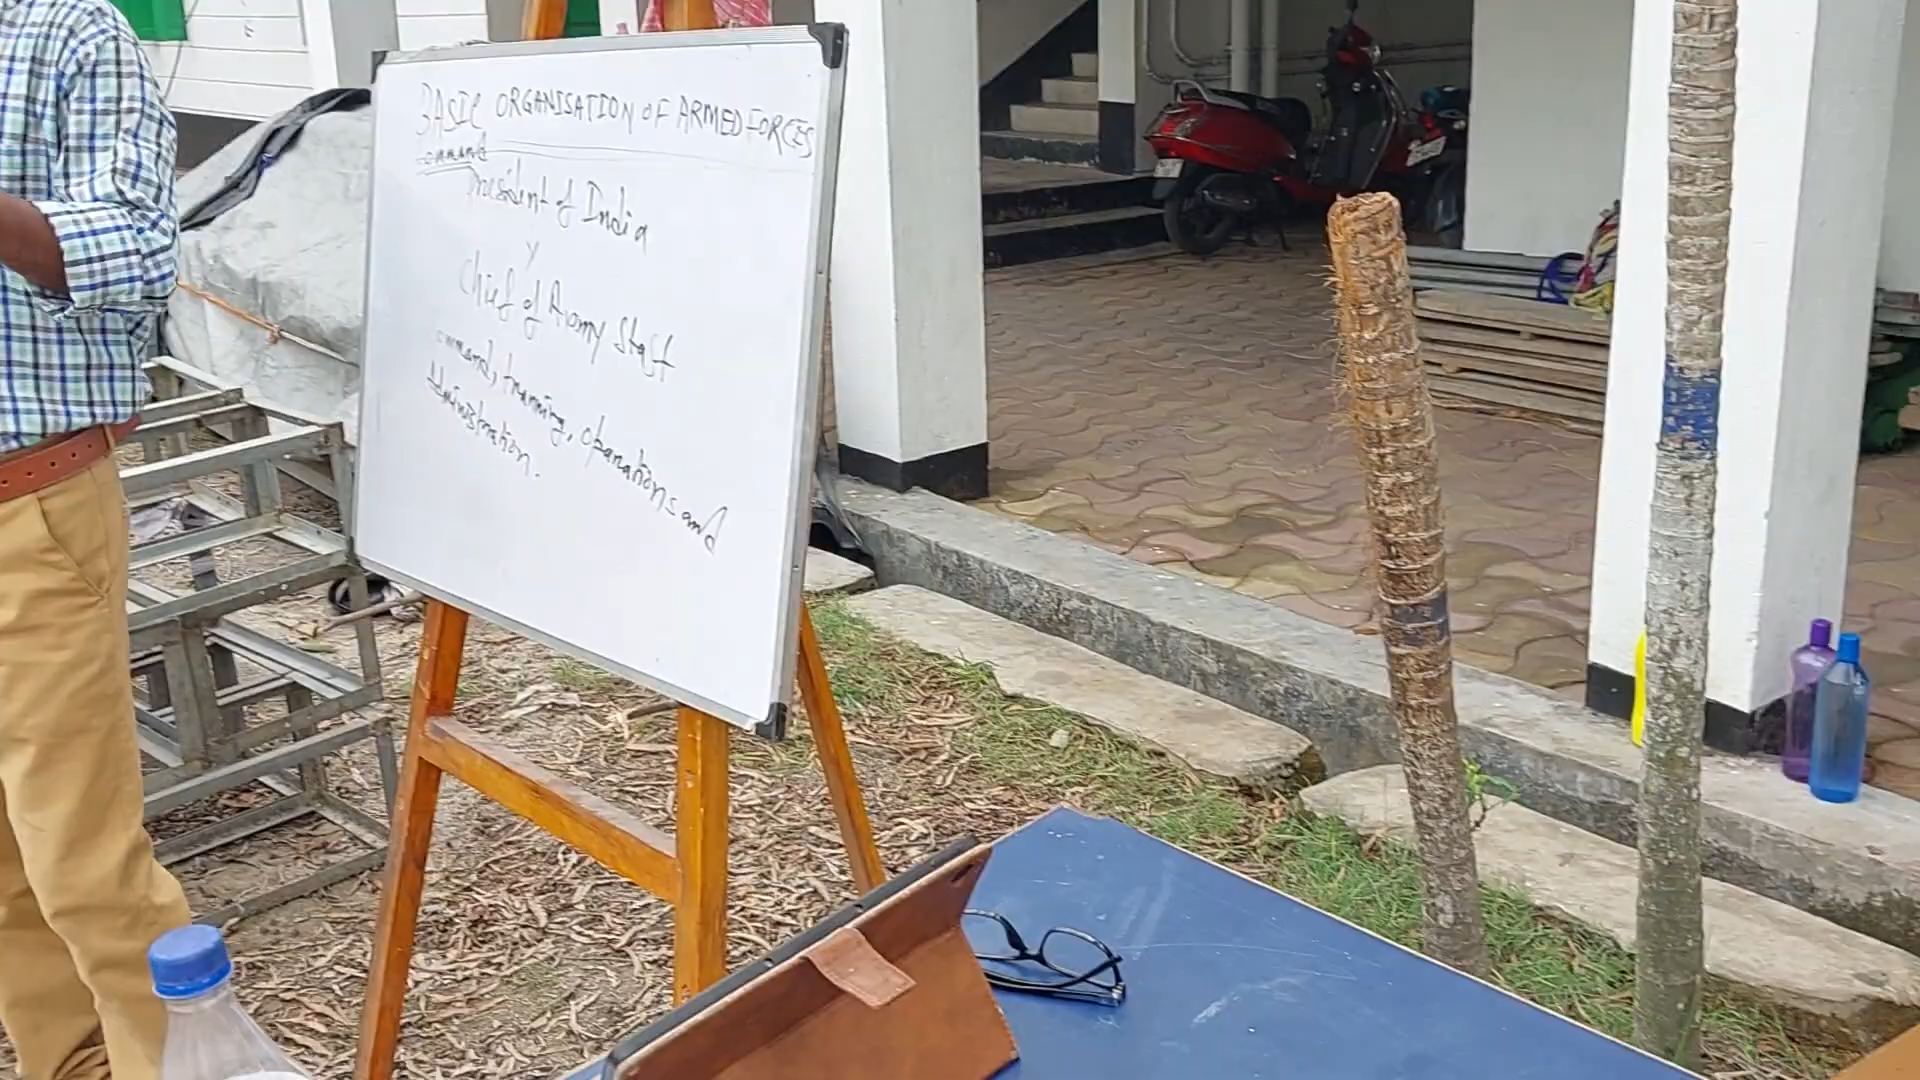 BASIC ORGANISATION OF ARMED FORCES
command
President of India
Chief of Army Staff
command, training, operations and
Administration.